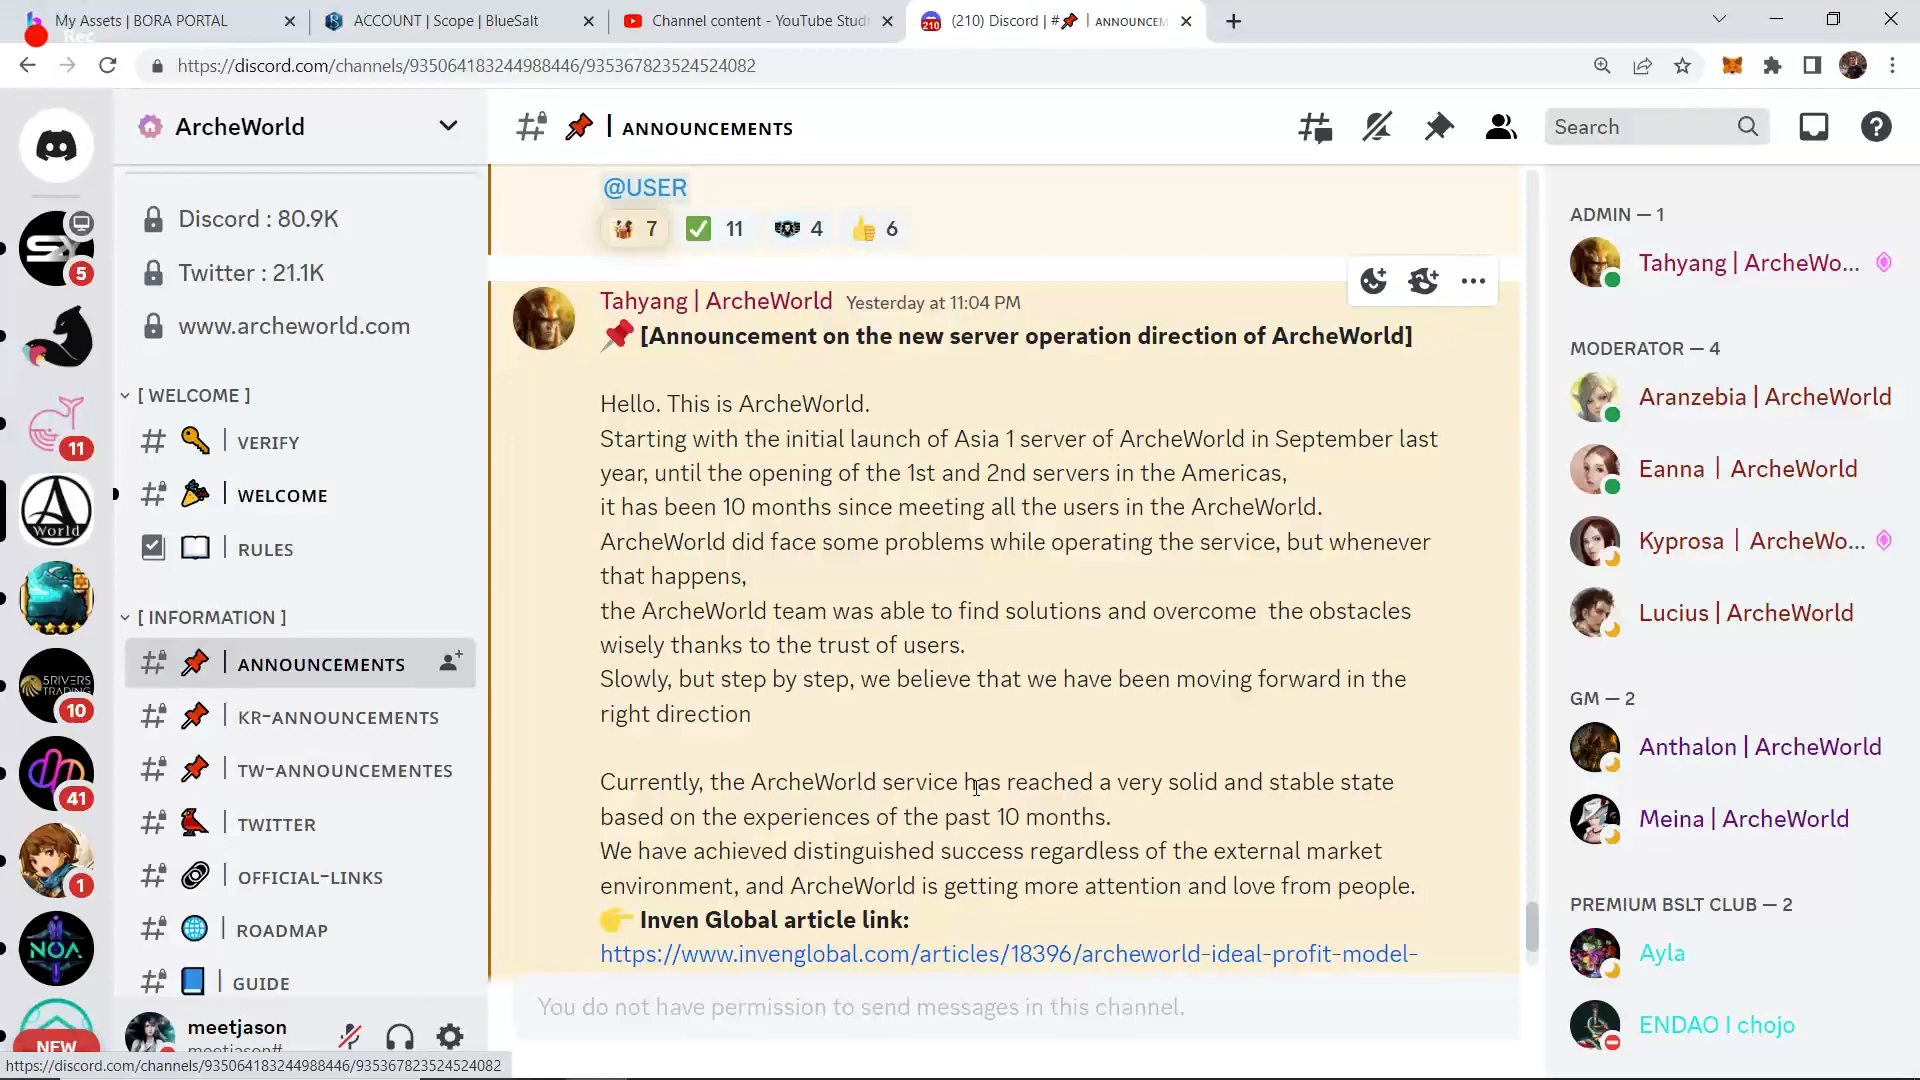 My Assets | BORA PORTAL
ACCOUNT | Scope | BlueSalt
Channel content - YouTube Stud
(210) Discord | #📌 | ANNOUNCEM
Rec
https://discord.com/channels/935064183244988446/935367823524524082
ArcheWorld
| ANNOUNCEMENTS
Search
Discord : 80.9K
Twitter : 21.1K
www.archeworld.com
[ WELCOME ]
| VERIFY
| WELCOME
| RULES
[ INFORMATION ]
| ANNOUNCEMENTS
| KR-ANNOUNCEMENTS
| TW-ANNOUNCEMENTES
| TWITTER
| OFFICIAL-LINKS
| ROADMAP
| GUIDE
meetjason
meetjason#
5
11
World
5RIVERS
TRADING
10
41
1
NOA
NEW
@USER
7 11 4 6
Tahyang | ArcheWorld Yesterday at 11:04 PM
📌 [Announcement on the new server operation direction of ArcheWorld]
Hello. This is ArcheWorld.
Starting with the initial launch of Asia 1 server of ArcheWorld in September last
year, until the opening of the 1st and 2nd servers in the Americas,
it has been 10 months since meeting all the users in the ArcheWorld.
ArcheWorld did face some problems while operating the service, but whenever
that happens,
the ArcheWorld team was able to find solutions and overcome the obstacles
wisely thanks to the trust of users.
Slowly, but step by step, we believe that we have been moving forward in the
right direction
Currently, the ArcheWorld service has reached a very solid and stable state
based on the experiences of the past 10 months.
We have achieved distinguished success regardless of the external market
environment, and ArcheWorld is getting more attention and love from people.
👉 Inven Global article link:
https://www.invenglobal.com/articles/18396/archeworld-ideal-profit-model-
You do not have permission to send messages in this channel.
ADMIN — 1
Tahyang | ArcheWo...
MODERATOR — 4
Aranzebia | ArcheWorld
Eanna | ArcheWorld
Kyprosa | ArcheWo...
Lucius | ArcheWorld
GM — 2
Anthalon | ArcheWorld
Meina | ArcheWorld
PREMIUM BSLT CLUB — 2
Ayla
ENDAO I chojo
https://discord.com/channels/935064183244988446/935367823524524082